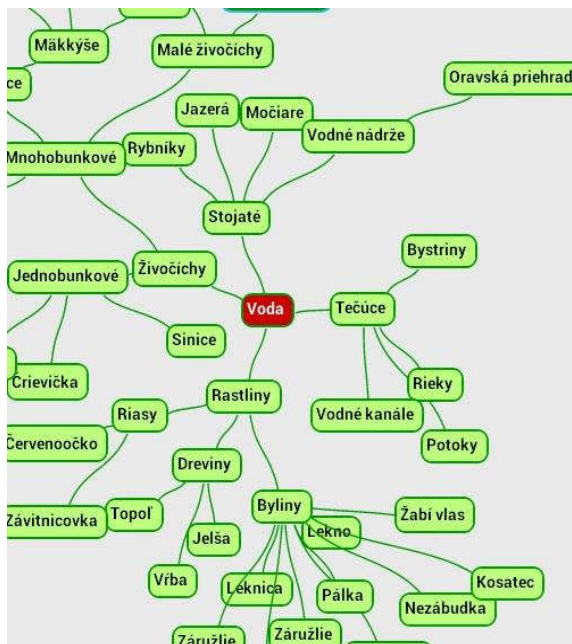 Mäkkýše
Malé živočíchy
ce
Oravská priehrad
Jazerá
Močiare
Vodné nádrže
Mnohobunkové
Rybníky
Stojaté
Bystriny
Živočíchy
Jednobunkové
Voda
Tečúce
Sinice
Črievička
Rieky
Rastliny
Vodné kanále
Riasy
Červenoočko
Potoky
Dreviny
Byliny
Žabí vlas
Závitnicovka
Topoľ
Jelša
Lekno
Vŕba
Leknica
Pálka
Kosatec
Nezábudka
Záružlie
Záružlie